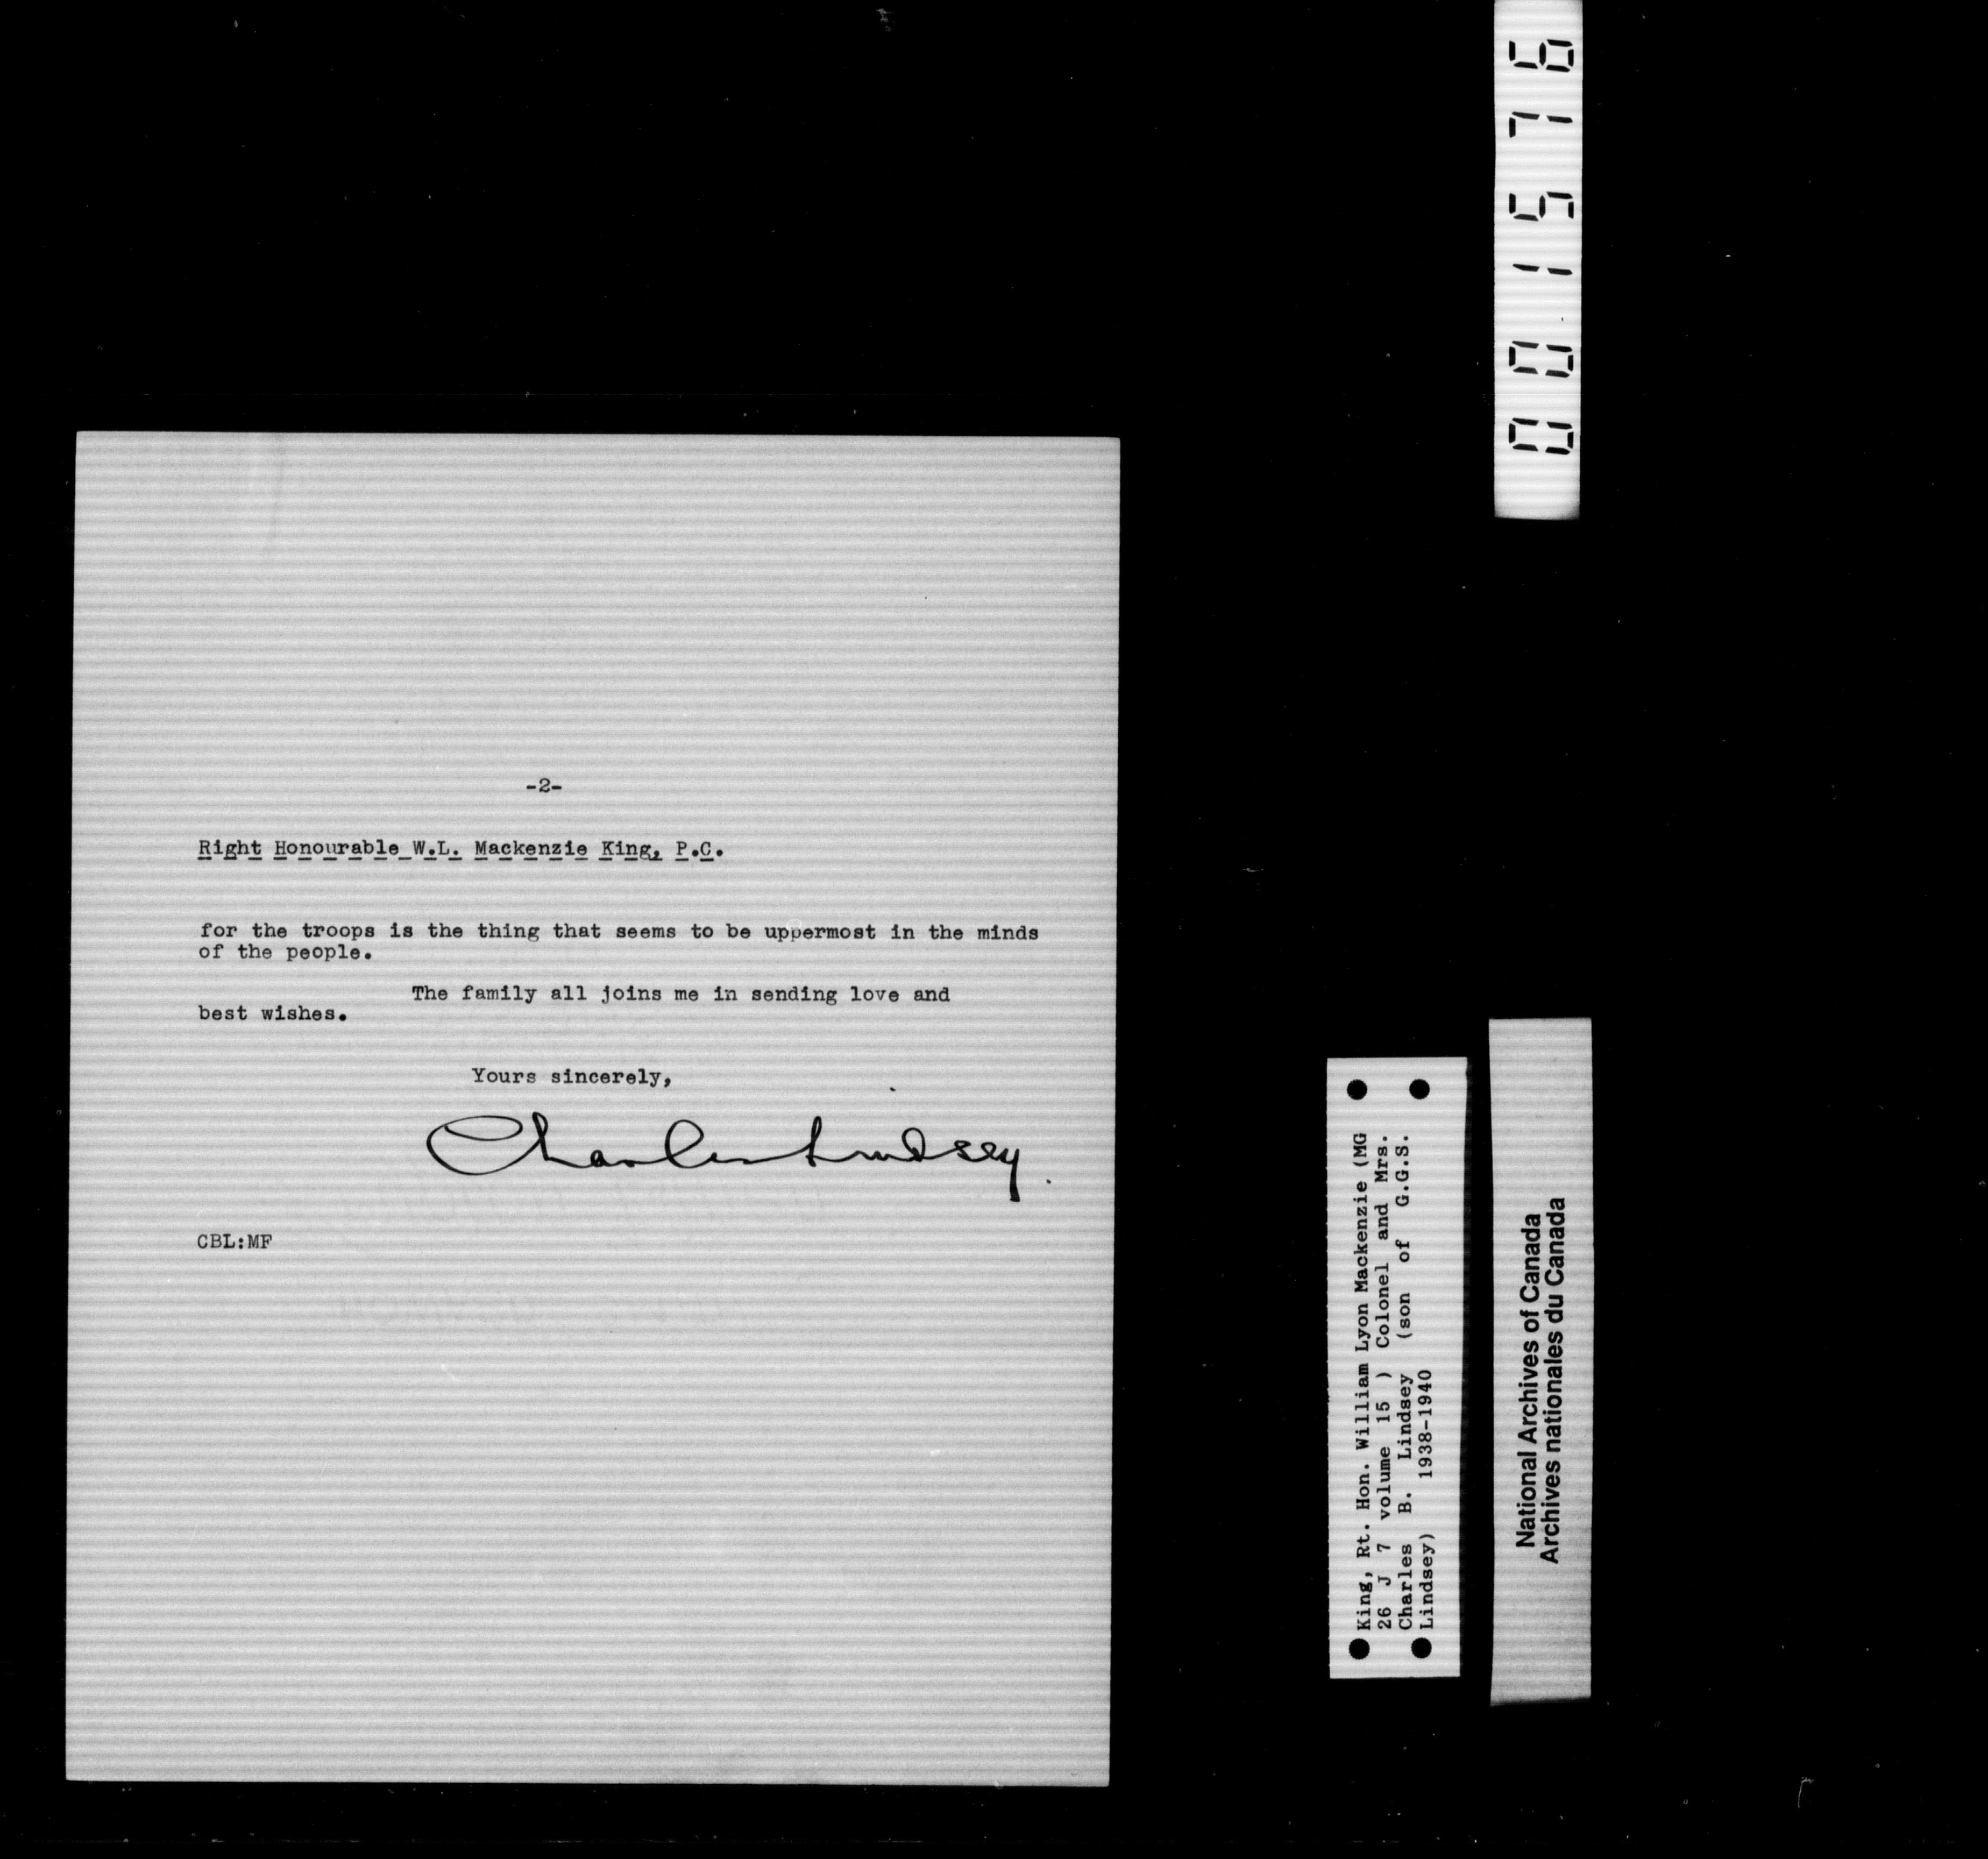 -2-
Right Honourable W.L. Mackenzie King, P.C.
for the troops is the thing that seems to be uppermost in the minds
of the people.
The family all joins me in sending love and
best wishes.
Yours sincerely,
Charles Lindsey.
CBL:MF
001576
King, Rt. Hon. William Lyon Mackenzie (MG
26 J 7 volume 15 ) Colonel and Mrs.
Charles B. Lindsey (son of G.G.S.
Lindsey) 1938-1940
National Archives of Canada
Archives nationales du Canada